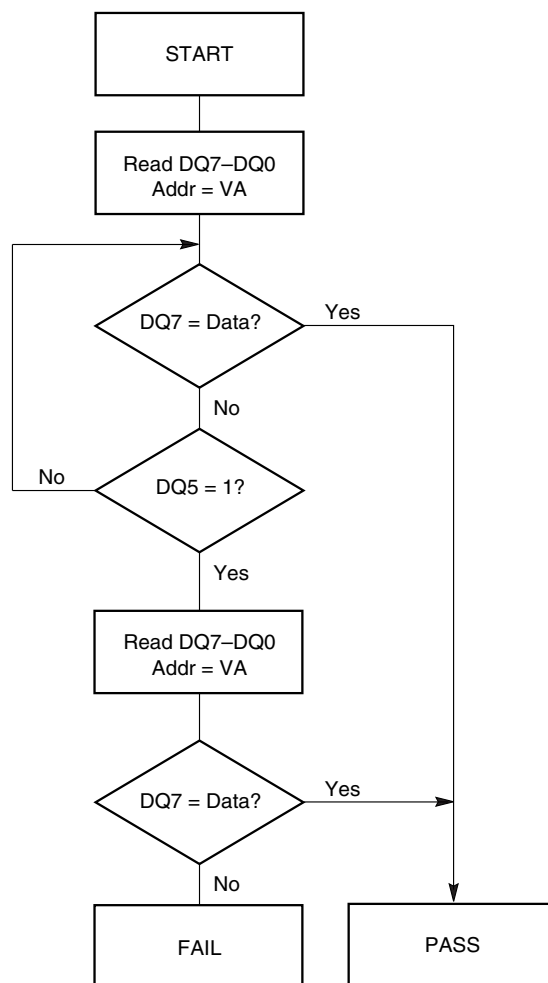 START
Read DQ7–DQ0
Addr = VA
DQ7 = Data?
Yes
No
No
DQ5 = 1?
Yes
Read DQ7–DQ0
Addr = VA
DQ7 = Data?
Yes
No
FAIL
PASS